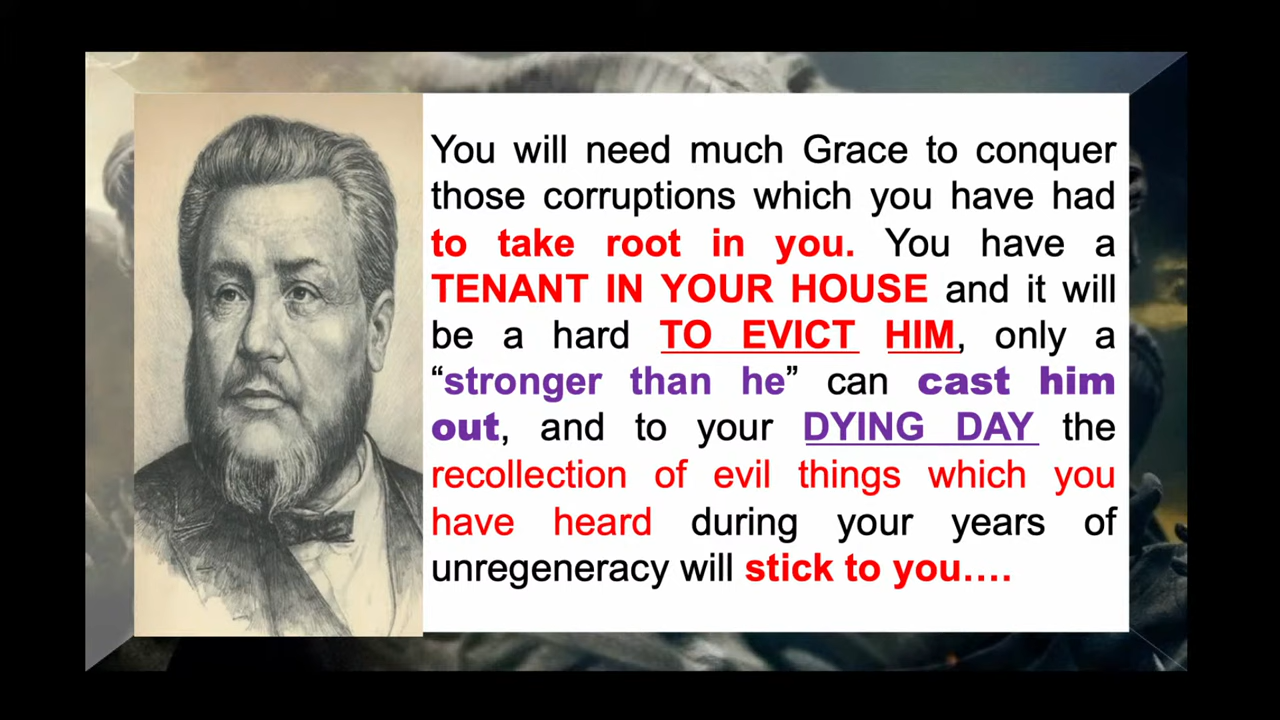 You will need much Grace to conquer
those corruptions which you have had
to take root in you. You have a
TENANT IN YOUR HOUSE and it will
be a hard TO EVICT HIM, only a
“stronger than he” can cast him
out, and to your DYING DAY the
recollection of evil things which you
have heard during your years of
unregeneracy will stick to you….